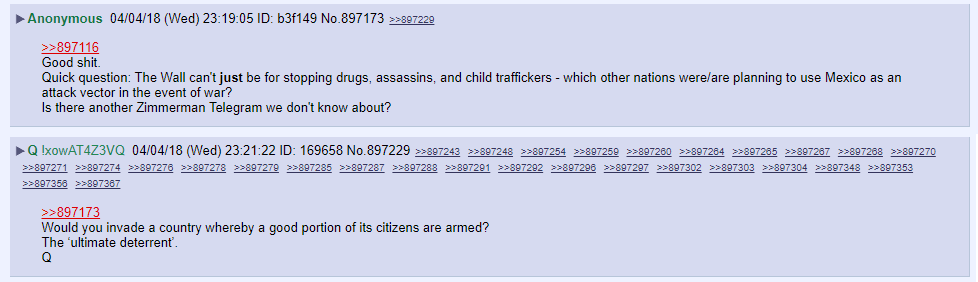 ▶Anonymous 04/04/18 (Wed) 23:19:05 ID: b3f149 No.897173 >>897229
>>897116
Good shit.
Quick question: The Wall can't just be for stopping drugs, assassins, and child traffickers - which other nations were/are planning to use Mexico as an
attack vector in the event of war?
Is there another Zimmerman Telegram we don't know about?
▶Q !xowAT4Z3VQ 04/04/18 (Wed) 23:21:22 ID: 169658 No.897229 >>897243 >>897248 >>897254 >>897259 >>897260 >>897264 >>897265 >>897267 >>897268 >>897270
>>897271 >>897274 >>897276 >>897278 >>897279 >>897285 >>897287 >>897288 >>897291 >>897292 >>897296 >>897297 >>897302 >>897303 >>897304 >>897348 >>897353
>>897356 >>897367
>>897173
Would you invade a country whereby a good portion of its citizens are armed?
The ‘ultimate deterrent’.
Q